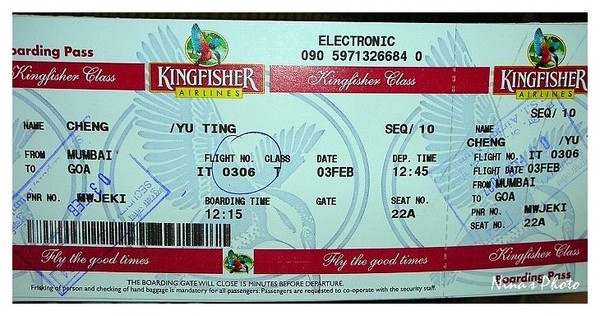 Boarding Pass
ELECTRONIC
090 5971326684 0
Kingfisher Class
KINGFISHER
AIRLINES
Kingfisher Class
KINGFISHER
AIRLINES
NAME CHENG /YU TING SEQ/ 10
FROM MUMBAI FLIGHT NO. CLASS DATE DEP. TIME
TO GOA IT 0306 T 03FEB 12:45
PNR NO. MWJEKI BOARDING TIME GATE SEAT NO.
12:15 22A
SEQ/ 10
NAME
CHENG /YU
FLIGHT NO. IT 0306
FLIGHT DATE 03FEB
FROM MUMBAI
TO GOA
PNR NO. MWJEKI
SEAT NO. 22A
Fly the good times
Fly the good times
Kingfisher Class
THE BOARDING GATE WILL CLOSE 15 MINUTES BEFORE DEPARTURE.
Frisking of person and checking of hand baggage is mandatory for all passengers. Passengers are requested to co-operate with the security staff.
Boarding Pass
Nina's Photo